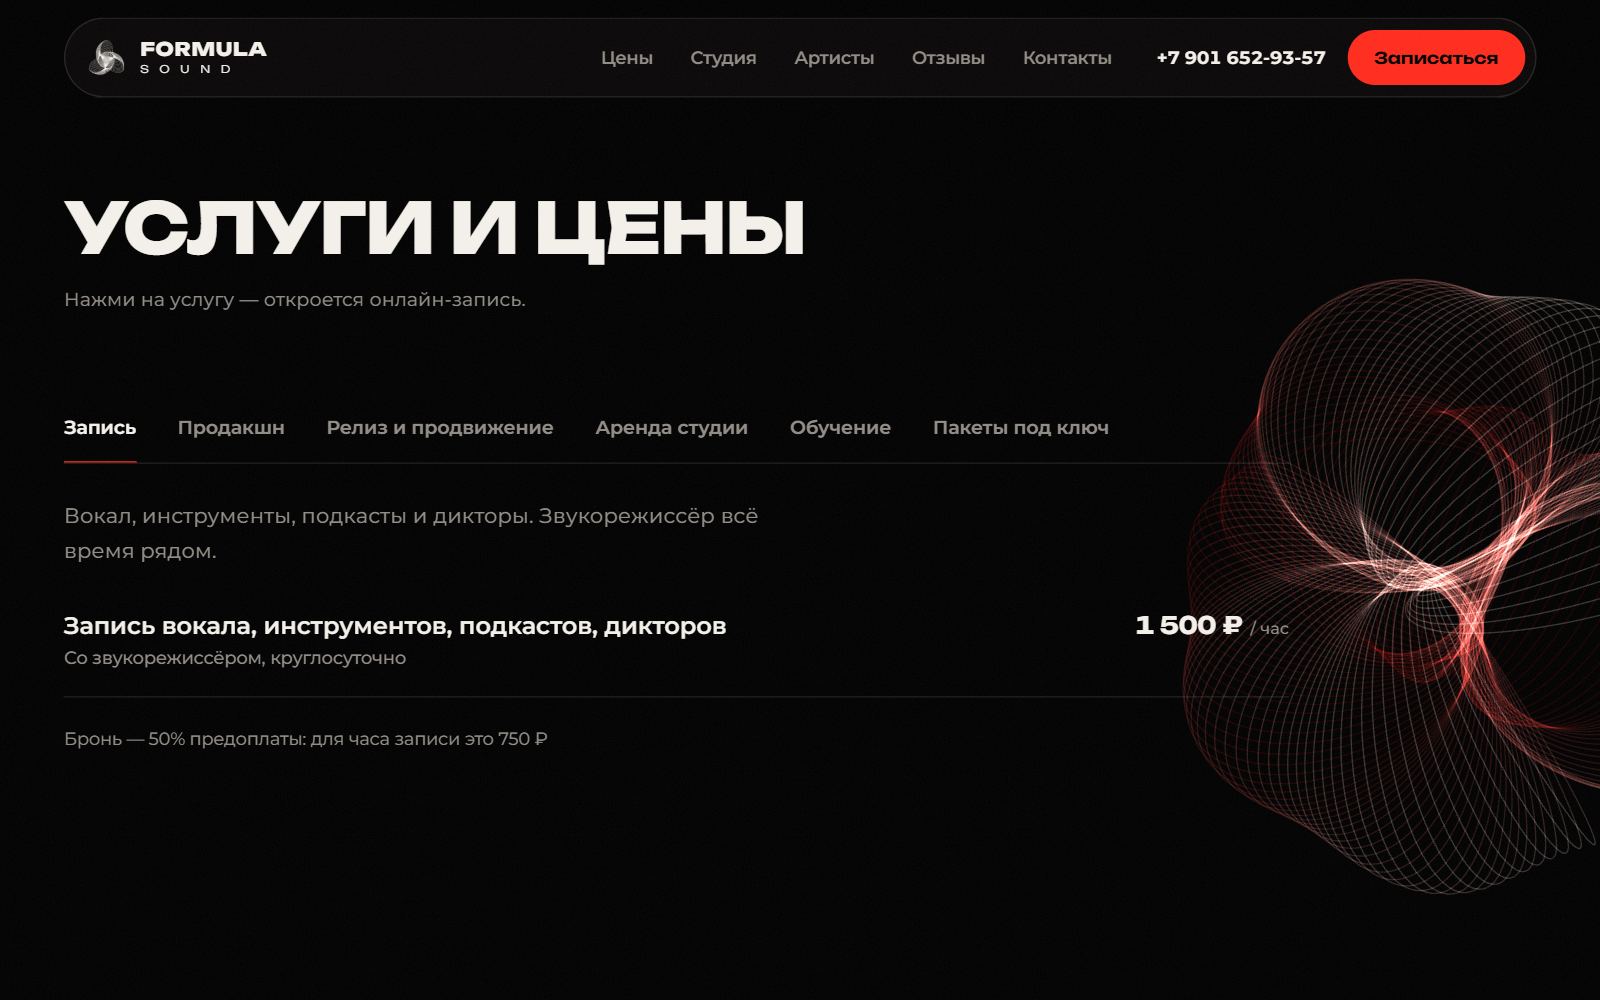 FORMULA
SOUND
Цены
Студия
Артисты
Отзывы
Контакты
+7 901 652-93-57
Записаться
УСЛУГИ И ЦЕНЫ
Нажми на услугу — откроется онлайн-запись.
Запись
Продакшн
Релиз и продвижение
Аренда студии
Обучение
Пакеты под ключ
Вокал, инструменты, подкасты и дикторы. Звукорежиссёр всё
время рядом.
Запись вокала, инструментов, подкастов, дикторов
1 500 ₽ / час
Со звукорежиссёром, круглосуточно
Бронь — 50% предоплаты: для часа записи это 750 ₽